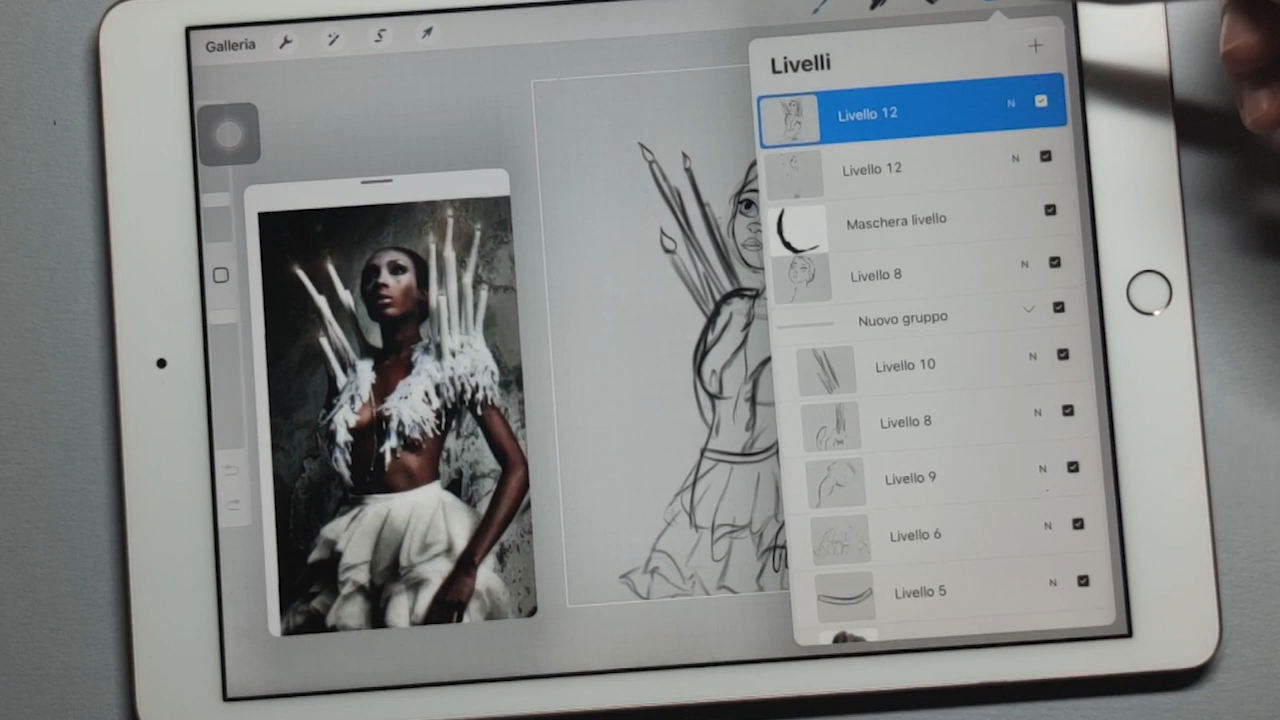 Galleria
Livelli
Livello 12 N
Livello 12 N
Maschera livello
Livello 8 N
Nuovo gruppo
Livello 10 N
Livello 8 N
Livello 9 N
Livello 6 N
Livello 5 N